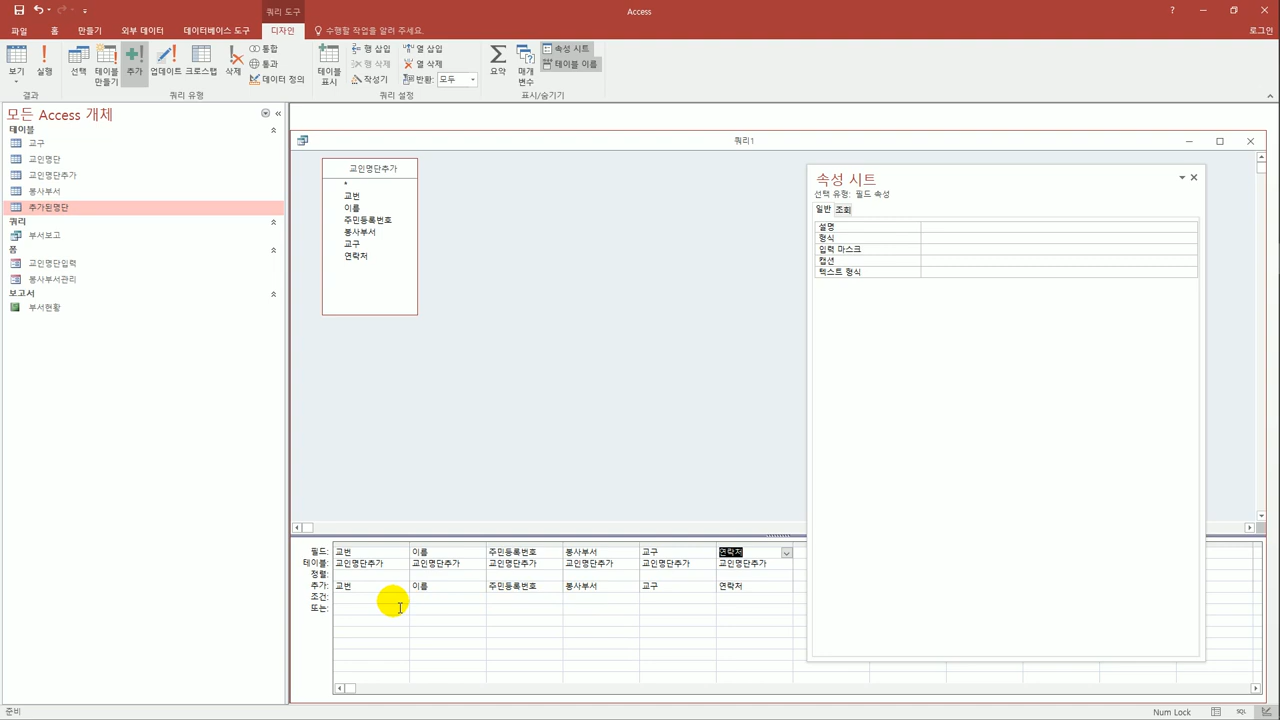 쿼리 도구
Access
파일 홈 만들기 외부 데이터 데이터베이스 도구 디자인 수행할 작업을 알려 주세요. 로그인
보기 실행 선택 테이블 만들기 추가 업데이트 크로스탭 삭제 통합 통과 데이터 정의 테이블 표시 행 삽입 행 삭제 작성기 열 삽입 열 삭제 반환: 모두 요약 매개 변수 속성 시트 테이블 이름
결과 쿼리 유형 쿼리 설정 표시/숨기기
모든 Access 개체
테이블
교구
교인명단
교인명단추가
봉사부서
추가된명단
쿼리
부서보고
폼
교인명단입력
봉사부서관리
보고서
부서현황
쿼리1
교인명단추가
*
교번
이름
주민등록번호
봉사부서
교구
연락저
속성 시트
선택 유형: 필드 속성
일반 조회
설명
형식
입력 마스크
캡션
텍스트 형식
필드: 교번 이름 주민등록번호 봉사부서 교구 연락저
테이블: 교인명단추가 교인명단추가 교인명단추가 교인명단추가 교인명단추가 교인명단추가
정렬:
추가: 교번 이름 주민등록번호 봉사부서 교구 연락저
조건:
또는:
준비 Num Lock SQL